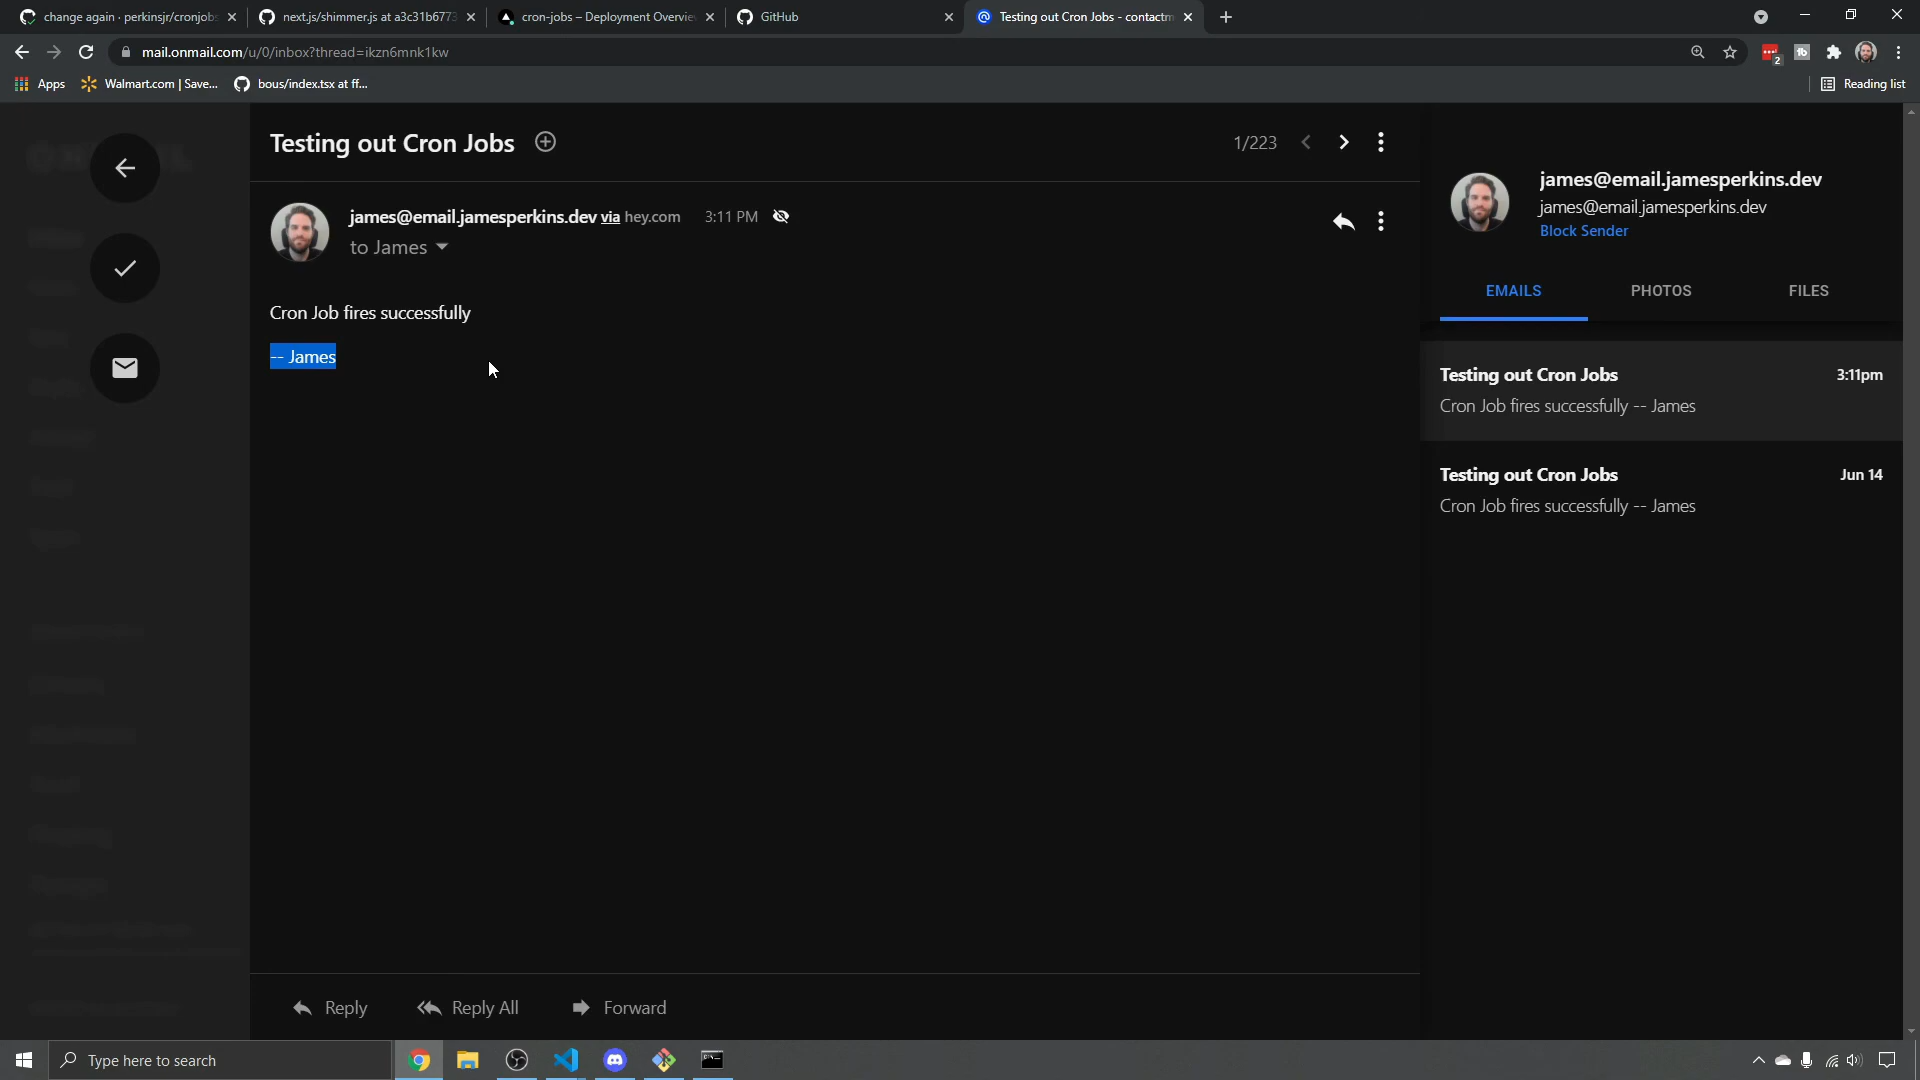 change again · perkinsjr/cronjobs
next.js/shimmer.js at a3c31b6773
cron-jobs – Deployment Overvie
GitHub
Testing out Cron Jobs - contactm
mail.onmail.com/u/0/inbox?thread=ikzn6mnk1kw
2
Apps
Walmart.com | Save...
bous/index.tsx at ff...
Reading list
Testing out Cron Jobs
1/223
james@email.jamesperkins.dev via hey.com 3:11 PM
to James
Cron Job fires successfully
-- James
james@email.jamesperkins.dev
james@email.jamesperkins.dev
Block Sender
EMAILS PHOTOS FILES
Testing out Cron Jobs 3:11pm
Cron Job fires successfully -- James
Testing out Cron Jobs Jun 14
Cron Job fires successfully -- James
Reply Reply All Forward
Type here to search